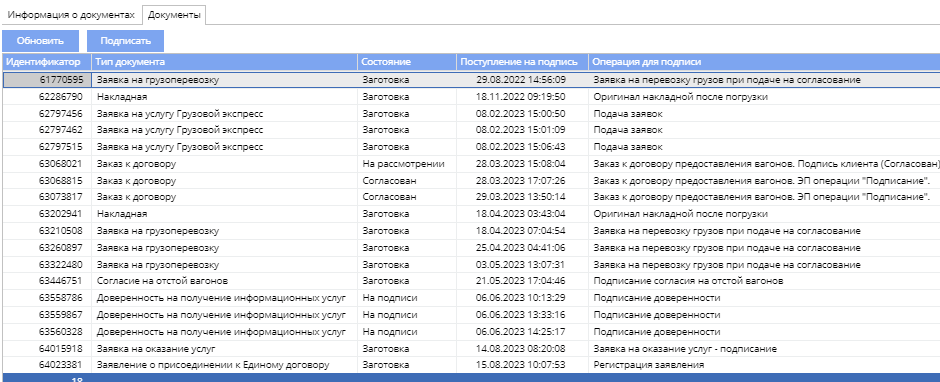 Информация о документах Документы
Обновить Подписать
Идентификатор Тип документа Состояние Поступление на подпись Операция для подписи
61770595 Заявка на грузоперевозку Заготовка 29.08.2022 14:56:09 Заявка на перевозку грузов при подаче на согласование
62286790 Накладная Заготовка 18.11.2022 09:19:50 Оригинал накладной после погрузки
62797456 Заявка на услугу Грузовой экспресс Заготовка 08.02.2023 15:00:50 Подача заявок
62797462 Заявка на услугу Грузовой экспресс Заготовка 08.02.2023 15:01:09 Подача заявок
62797515 Заявка на услугу Грузовой экспресс Заготовка 08.02.2023 15:06:43 Подача заявок
63068021 Заказ к договору На рассмотрении 28.03.2023 15:08:04 Заказ к договору предоставления вагонов. Подпись клиента (Согласован)
63068815 Заказ к договору Согласован 28.03.2023 17:07:26 Заказ к договору предоставления вагонов. ЭП операции "Подписание".
63073817 Заказ к договору Согласован 29.03.2023 13:50:14 Заказ к договору предоставления вагонов. ЭП операции "Подписание".
63202941 Накладная Заготовка 18.04.2023 03:43:04 Оригинал накладной после погрузки
63210508 Заявка на грузоперевозку Заготовка 18.04.2023 07:04:54 Заявка на перевозку грузов при подаче на согласование
63260897 Заявка на грузоперевозку Заготовка 25.04.2023 04:41:06 Заявка на перевозку грузов при подаче на согласование
63322480 Заявка на грузоперевозку Заготовка 03.05.2023 13:07:31 Заявка на перевозку грузов при подаче на согласование
63446751 Согласие на отстой вагонов Заготовка 21.05.2023 17:04:46 Подписание согласия на отстой вагонов
63558786 Доверенность на получение информационных услуг На подписи 06.06.2023 10:13:29 Подписание доверенности
63559867 Доверенность на получение информационных услуг На подписи 06.06.2023 13:33:16 Подписание доверенности
63560328 Доверенность на получение информационных услуг На подписи 06.06.2023 14:25:17 Подписание доверенности
64015918 Заявка на оказание услуг Заготовка 14.08.2023 08:20:08 Заявка на оказание услуг - подписание
64023381 Заявление о присоединении к Единому договору Заготовка 15.08.2023 10:07:53 Регистрация заявления
18